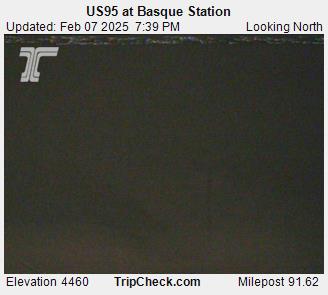 US95 at Basque Station
Updated: Feb 07 2025 7:39 PM Looking North
Elevation 4460 TripCheck.com Milepost 91.62